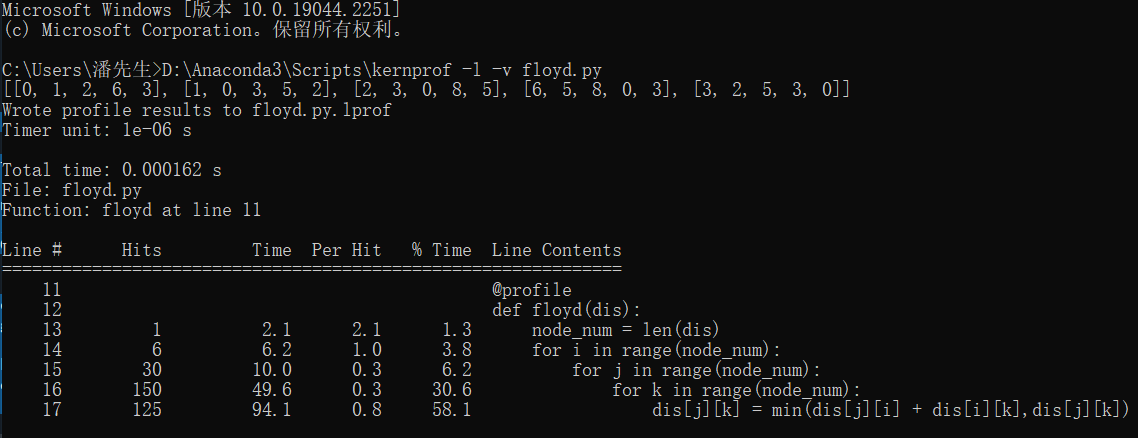 Microsoft Windows [版本 10.0.19044.2251]
(c) Microsoft Corporation。保留所有权利。
C:\Users\潘先生>D:\Anaconda3\Scripts\kernprof -l -v floyd.py
[[0, 1, 2, 6, 3], [1, 0, 3, 5, 2], [2, 3, 0, 8, 5], [6, 5, 8, 0, 3], [3, 2, 5, 3, 0]]
Wrote profile results to floyd.py.lprof
Timer unit: 1e-06 s
Total time: 0.000162 s
File: floyd.py
Function: floyd at line 11
Line #      Hits         Time  Per Hit   % Time  Line Contents
==============================================================
    11                                           @profile
    12                                           def floyd(dis):
    13         1          2.1      2.1      1.3      node_num = len(dis)
    14         6          6.2      1.0      3.8      for i in range(node_num):
    15        30         10.0      0.3      6.2          for j in range(node_num):
    16       150         49.6      0.3     30.6              for k in range(node_num):
    17       125         94.1      0.8     58.1                  dis[j][k] = min(dis[j][i] + dis[i][k],dis[j][k])